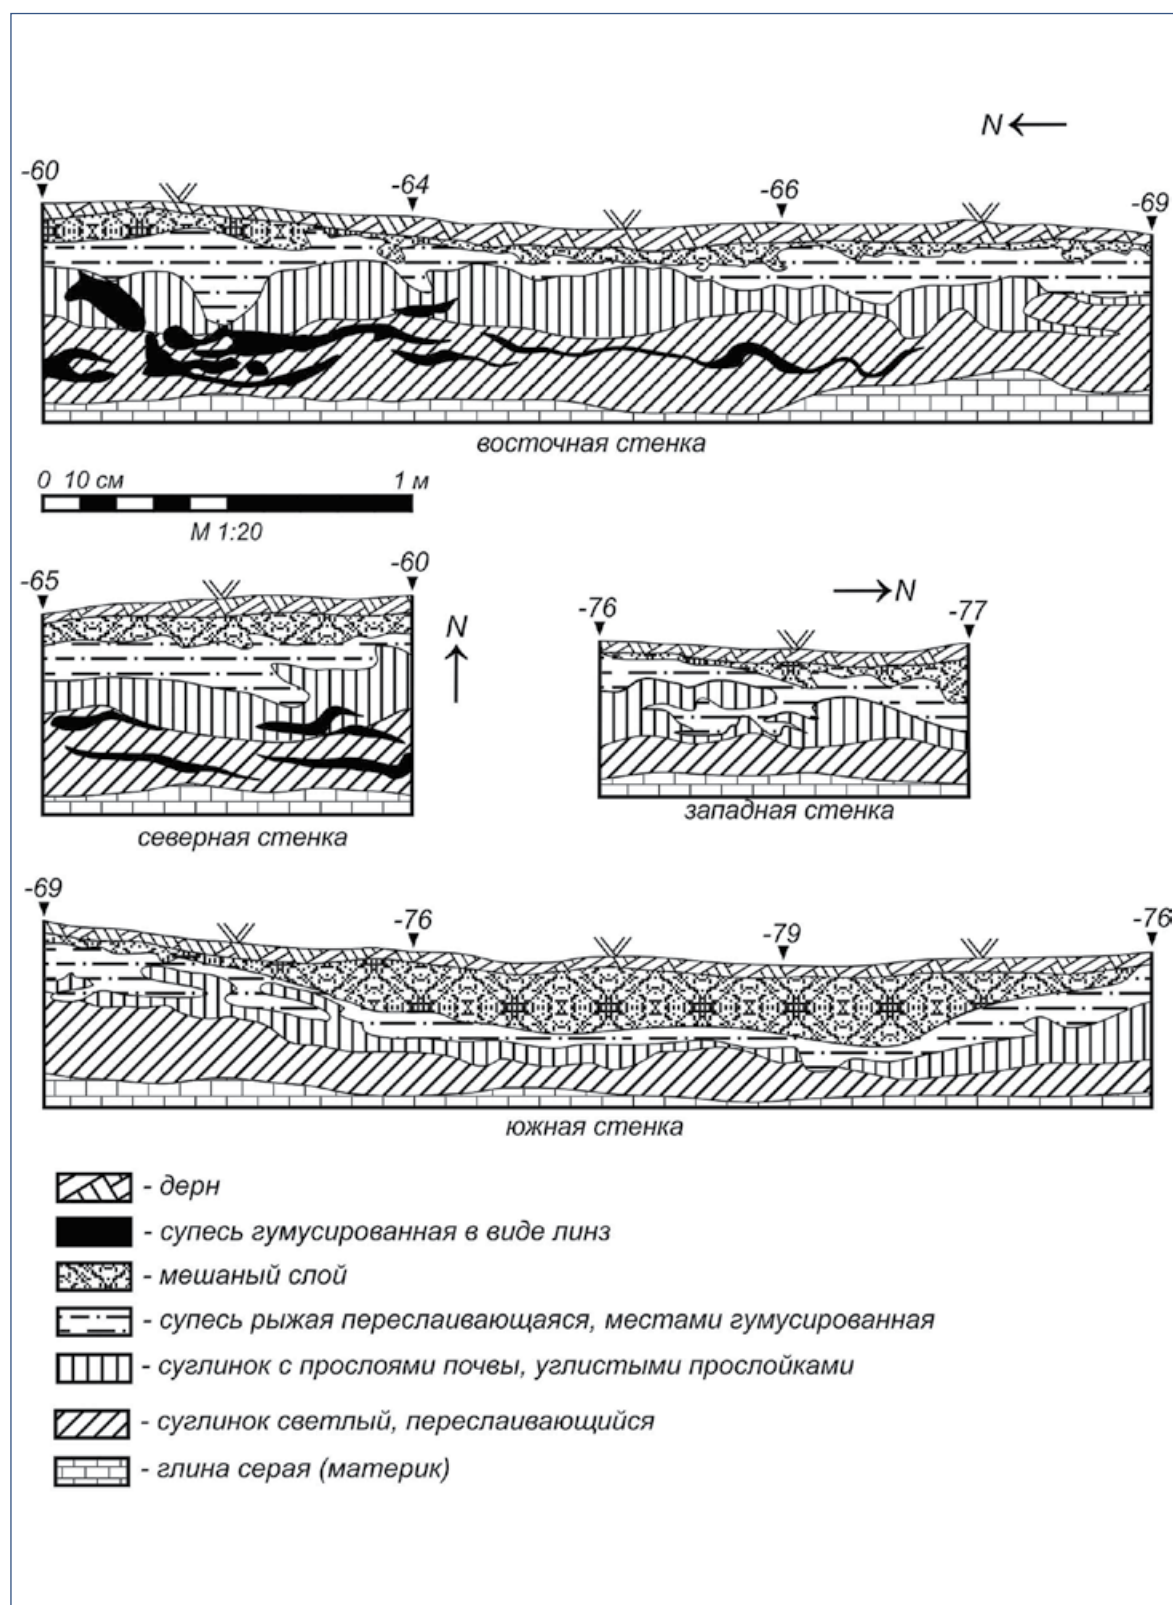 N
-60
-64
-66
-69
восточная стенка
0 10 см 1 м
М 1:20
-65
-60
N
северная стенка
N
-76
-77
западная стенка
-69
-76
-79
-76
южная стенка
- дерн
- супесь гумусированная в виде линз
- мешаный слой
- супесь рыжая переслаивающаяся, местами гумусированная
- суглинок с прослоями почвы, углистыми прослойками
- суглинок светлый, переслаивающийся
- глина серая (материк)